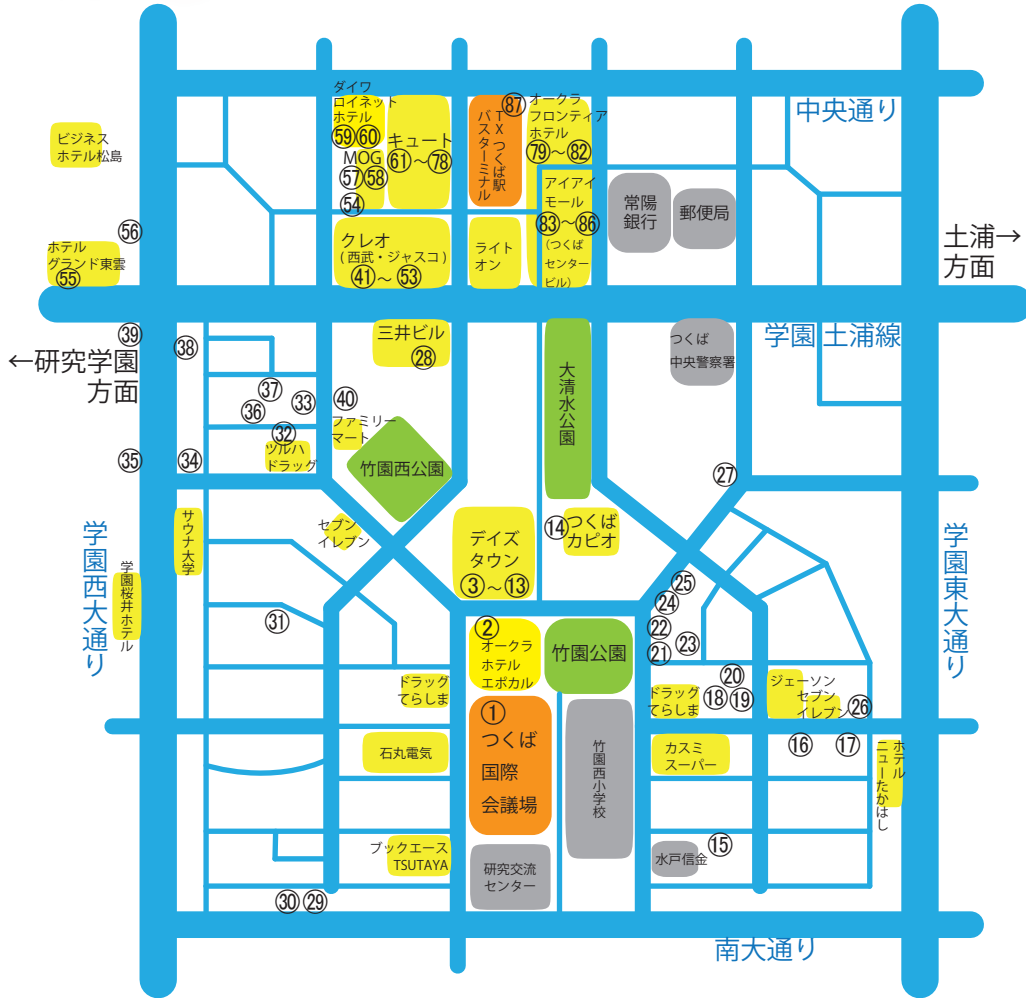 中央通り
ダイワ
ロイネット
ホテル
59 60
MOG
57 58
54
キュート
61～78
87
TXつくば駅
バスターミナル
オークラ
フロンティア
ホテル
79～82
アイアイ
モール
83～86
(つくば
センター
ビル)
常陽
銀行
郵便局
ビジネス
ホテル松島
56
ホテル
グランド東雲
55
クレオ
(西武・ジャスコ)
41～53
ライト
オン
土浦→
方面
学園 土浦線
39
←研究学園
方面
38
三井ビル
28
大清水公園
つくば
中央警察署
37
36
33
40
32
ファミリー
マート
ツルハ
ドラッグ
竹園西公園
35
34
27
学園西大通り
サウナ大学
学園桜井ホテル
セブン
イレブン
デイズ
タウン
3～13
14
つくば
カピオ
学園東大通り
31
25
24
22
21
23
2
オークラ
ホテル
エポカル
竹園公園
ドラッグ
てらしま
ドラッグ
てらしま
20
18 19
ジェーソン
セブン
イレブン
26
1
つくば
国際
会議場
石丸電気
竹園西小学校
カスミ
スーパー
16
17
ホテル
ニューたかはし
ブックエース
TSUTAYA
研究交流
センター
水戸信金
15
30 29
南大通り